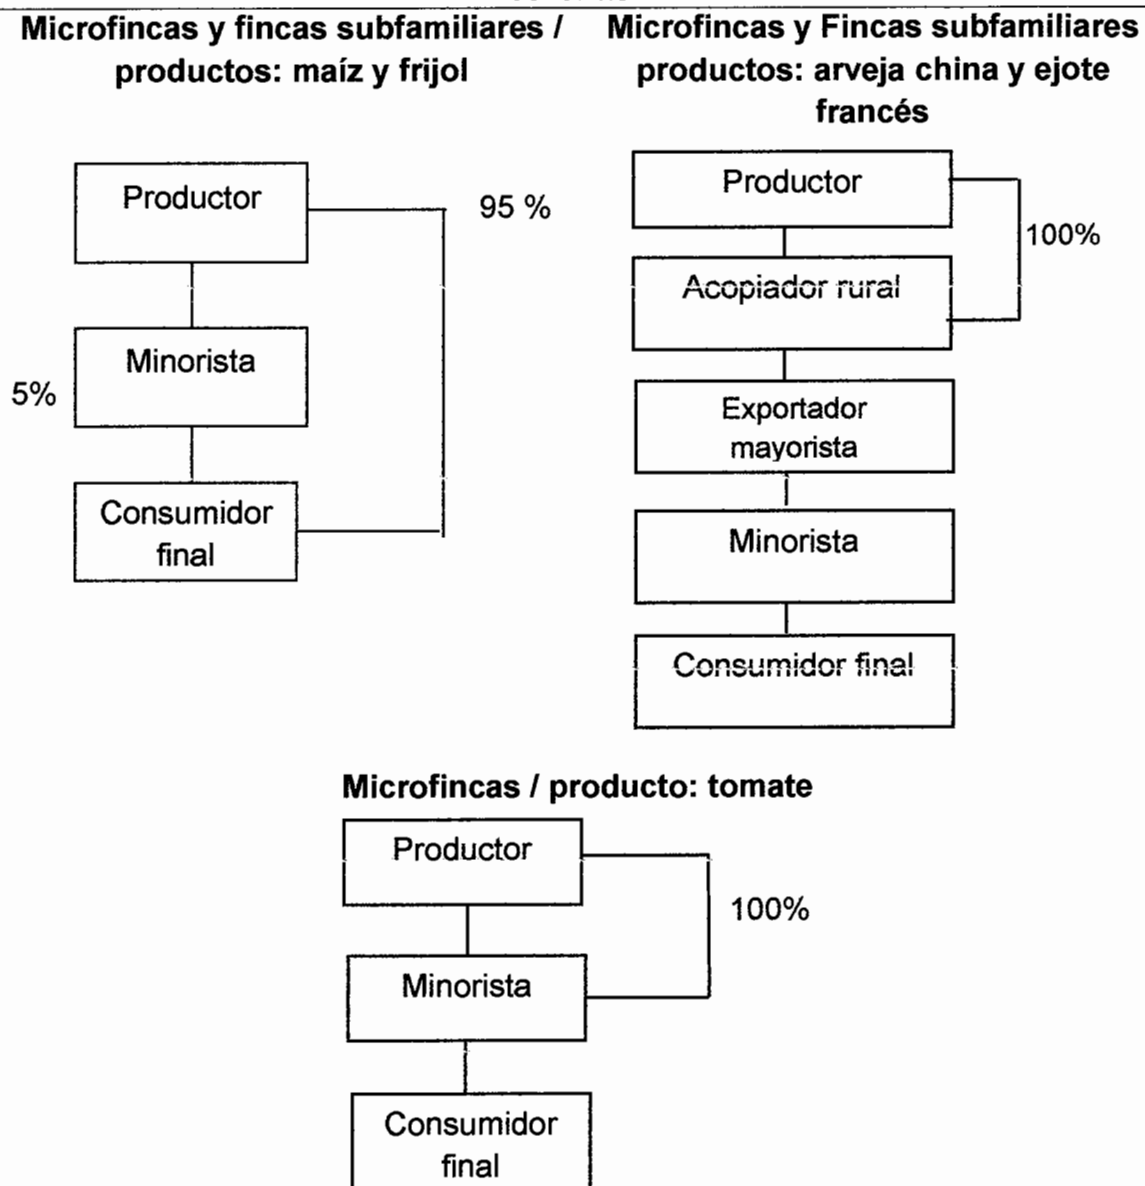 Microfincas y fincas subfamiliares /
productos: maíz y frijol
Productor
95 %
Minorista
5%
Consumidor
final
Microfincas y Fincas subfamiliares
productos: arveja china y ejote
francés
Productor
100%
Acopiador rural
Exportador
mayorista
Minorista
Consumidor final
Microfincas / producto: tomate
Productor
100%
Minorista
Consumidor
final